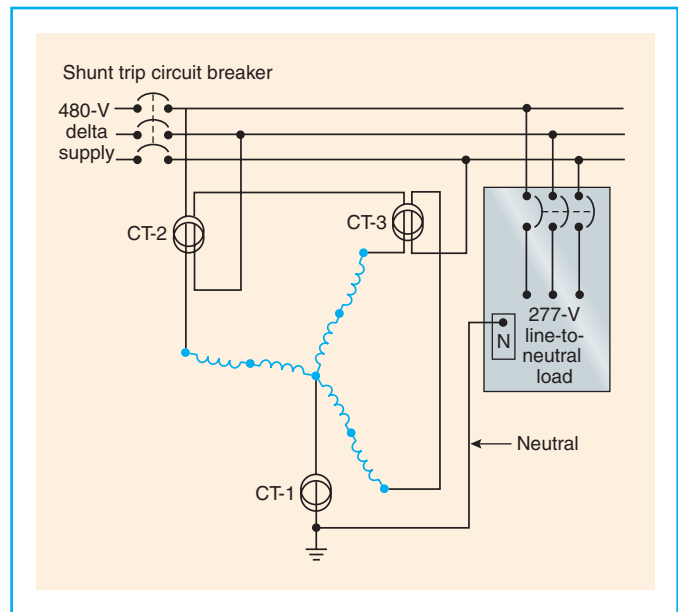 Shunt trip circuit breaker
480-V
delta
supply
CT-2
CT-3
277-V
line-to-
neutral
load
N
Neutral
CT-1